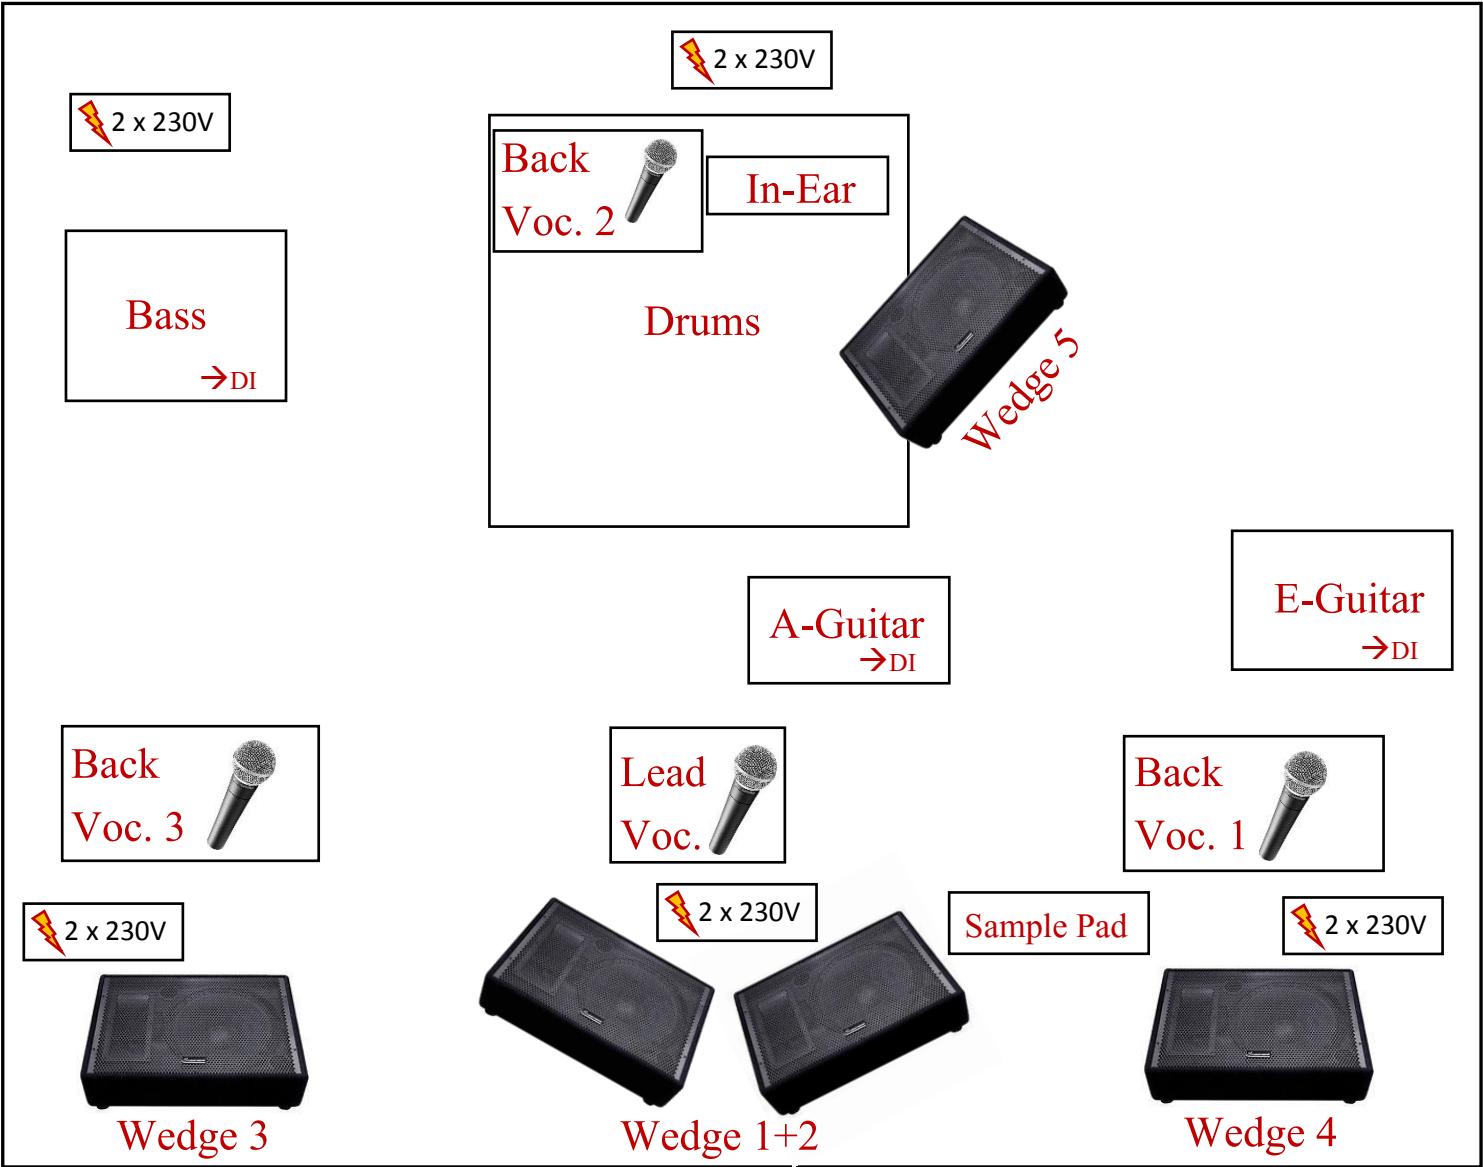 2 x 230V
2 x 230V
Back
Voc. 2
In-Ear
Bass
→DI
Drums
Wedge 5
A-Guitar
→DI
E-Guitar
→DI
Back
Voc. 3
Lead
Voc.
Back
Voc. 1
2 x 230V
2 x 230V
Sample Pad
2 x 230V
Wedge 3
Wedge 1+2
Wedge 4